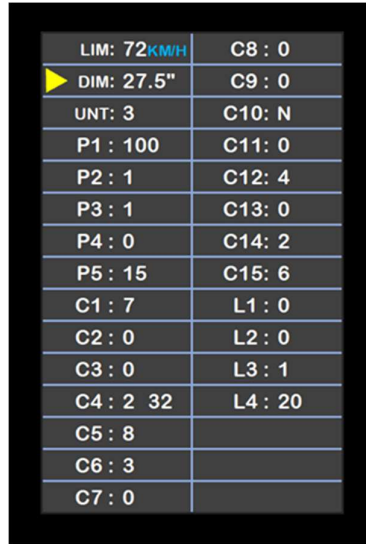 LIM: 72KM/H
DIM: 27.5"
UNT: 3
P1 : 100
P2 : 1
P3 : 1
P4 : 0
P5 : 15
C1 : 7
C2 : 0
C3 : 0
C4 : 2 32
C5 : 8
C6 : 3
C7 : 0
C8 : 0
C9 : 0
C10: N
C11: 0
C12: 4
C13: 0
C14: 2
C15: 6
L1 : 0
L2 : 0
L3 : 1
L4 : 20